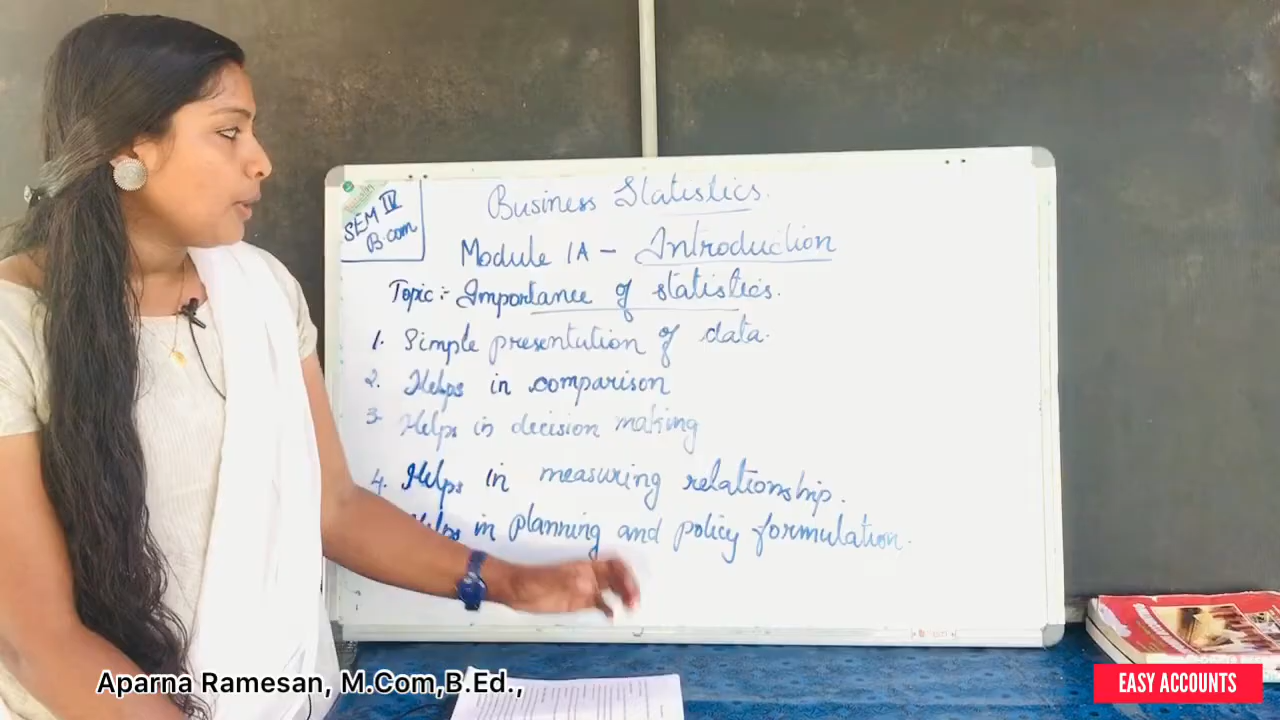 SEM IV
B.com
Business Statistics.
Module 1A - Introduction
Topic :- Importance of statistics.
1. Simple presentution of data.
2. Helps in comparison
3. Helps in decision making
4. Helps in measuring relationship.
Helps in planning and policy formulation.
Aparna Ramesan, M.Com,B.Ed.,
EASY ACCOUNTS